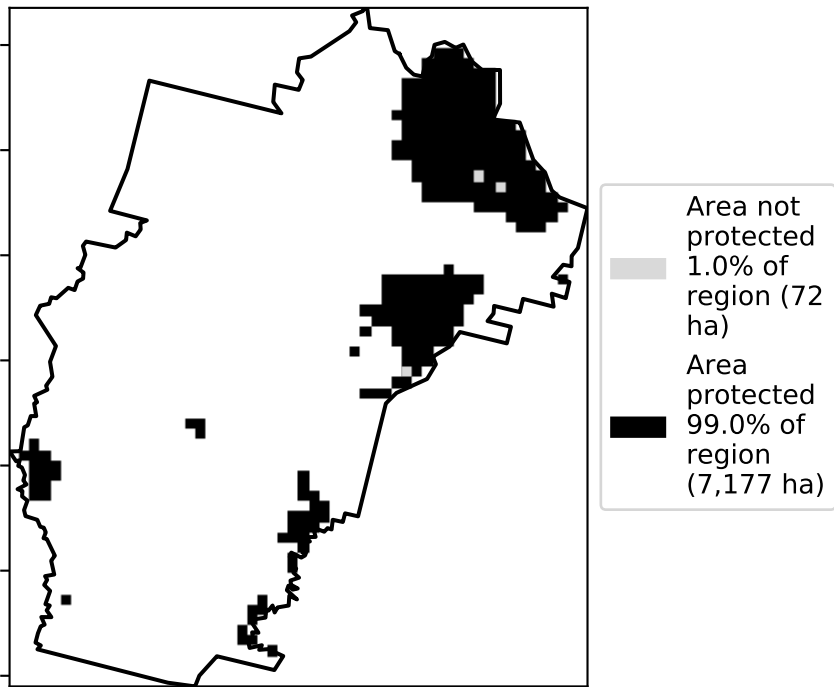 Area not
protected
1.0% of
region (72
ha)
Area
protected
99.0% of
region
(7,177 ha)